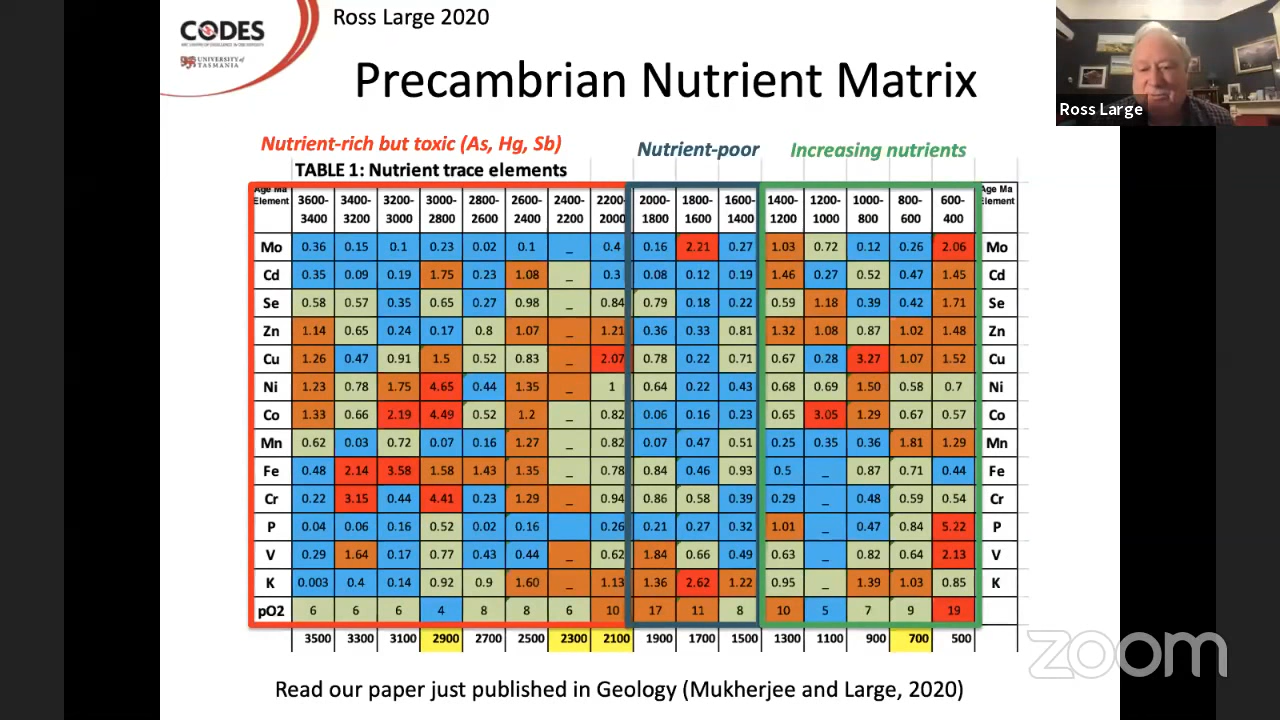 Ross Large 2020
CODES
ARC CENTRE OF EXCELLENCE IN ORE DEPOSITS
UNIVERSITY of
TASMANIA
Precambrian Nutrient Matrix
Ross Large
Nutrient-rich but toxic (As, Hg, Sb)
Nutrient-poor
Increasing nutrients
TABLE 1: Nutrient trace elements
Age Ma Element 3600-3400 3400-3200 3200-3000 3000-2800 2800-2600 2600-2400 2400-2200 2200-2000 2000-1800 1800-1600 1600-1400 1400-1200 1200-1000 1000-800 800-600 600-400 Age Ma Element
Mo 0.36 0.15 0.1 0.23 0.02 0.1 _ 0.4 0.16 2.21 0.27 1.03 0.72 0.12 0.26 2.06 Mo
Cd 0.35 0.09 0.19 1.75 0.23 1.08 _ 0.3 0.08 0.12 0.19 1.46 0.27 0.52 0.47 1.45 Cd
Se 0.58 0.57 0.35 0.65 0.27 0.98 _ 0.84 0.79 0.18 0.22 0.59 1.18 0.39 0.42 1.71 Se
Zn 1.14 0.65 0.24 0.17 0.8 1.07 _ 1.21 0.36 0.33 0.81 1.32 1.08 0.87 1.02 1.48 Zn
Cu 1.26 0.47 0.91 1.5 0.52 0.83 _ 2.07 0.78 0.22 0.71 0.67 0.28 3.27 1.07 1.52 Cu
Ni 1.23 0.78 1.75 4.65 0.44 1.35 _ 1 0.64 0.22 0.43 0.68 0.69 1.50 0.58 0.7 Ni
Co 1.33 0.66 2.19 4.49 0.52 1.2 _ 0.82 0.06 0.16 0.23 0.65 3.05 1.29 0.67 0.57 Co
Mn 0.62 0.03 0.72 0.07 0.16 1.27 _ 0.82 0.07 0.47 0.51 0.25 0.35 0.36 1.81 1.29 Mn
Fe 0.48 2.14 3.58 1.58 1.43 1.35 _ 0.78 0.84 0.46 0.93 0.5 _ 0.87 0.71 0.44 Fe
Cr 0.22 3.15 0.44 4.41 0.23 1.29 _ 0.94 0.86 0.58 0.39 0.29 _ 0.48 0.59 0.54 Cr
P 0.04 0.06 0.16 0.52 0.02 0.16 0.26 0.21 0.27 0.32 1.01 _ 0.47 0.84 5.22 P
V 0.29 1.64 0.17 0.77 0.43 0.44 _ 0.62 1.84 0.66 0.49 0.63 _ 0.82 0.64 2.13 V
K 0.003 0.4 0.14 0.92 0.9 1.60 _ 1.13 1.36 2.62 1.22 0.95 _ 1.39 1.03 0.85 K
pO2 6 6 6 4 8 8 6 10 17 11 8 10 5 7 9 19
3500 3300 3100 2900 2700 2500 2300 2100 1900 1700 1500 1300 1100 900 700 500
Read our paper just published in Geology (Mukherjee and Large, 2020)
zoom